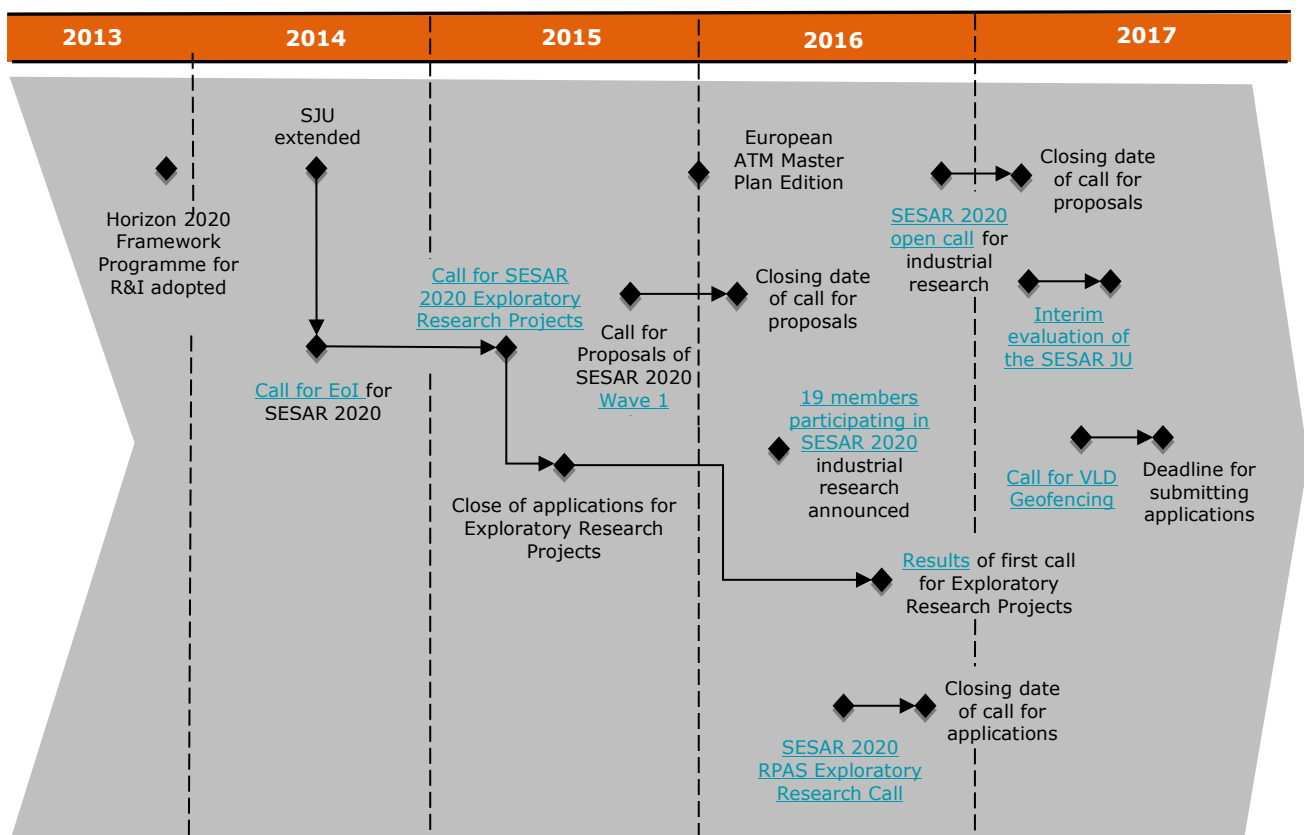 2013
2014
2015
2016
2017
SJU
extended
Horizon 2020
Framework
Programme for
R&I adopted
Call for EoI for
SESAR 2020
Call for SESAR
2020 Exploratory
Research Projects
Close of applications for
Exploratory Research
Projects
Call for
Proposals of
SESAR 2020
Wave 1
European
ATM Master
Plan Edition
Closing date
of call for
proposals
19 members
participating in
SESAR 2020
industrial
research
announced
Results of first call
for Exploratory
Research Projects
SESAR 2020
RPAS Exploratory
Research Call
Closing date
of call for
applications
SESAR 2020
open call for
industrial
research
Closing date
of call for
proposals
Interim
evaluation of
the SESAR JU
Call for VLD
Geofencing
Deadline for
submitting
applications